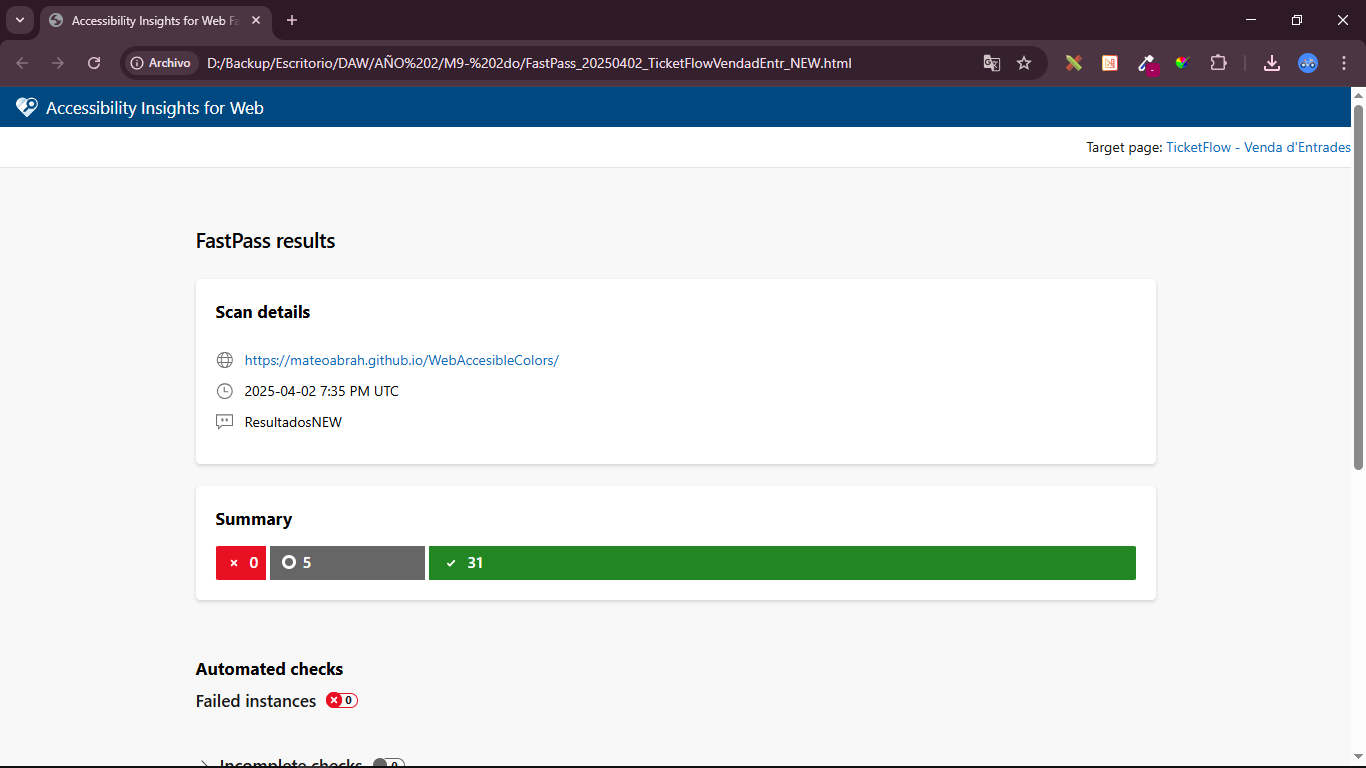 Accessibility Insights for Web Fa
Archivo
D:/Backup/Escritorio/DAW/AÑO%202/M9-%202do/FastPass_20250402_TicketFlowVendadEntr_NEW.html
Accessibility Insights for Web
Target page: TicketFlow - Venda d'Entrades
FastPass results
Scan details
https://mateoabrah.github.io/WebAccesibleColors/
2025-04-02 7:35 PM UTC
ResultadosNEW
Summary
0 5 31
Automated checks
Failed instances 0
Incomplete checks 0